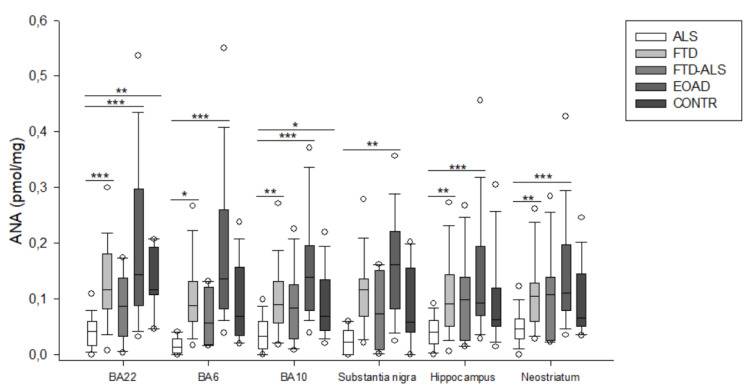 0,6
0,5
0,4
0,3
0,2
0,1
0,0
ANA (pmol/mg)
**
***
***
***
*
*
***
**
**
***
**
***
**
BA22
BA6
BA10
Substantia nigra
Hippocampus
Neostriatum
ALS
FTD
FTD-ALS
EOAD
CONTR